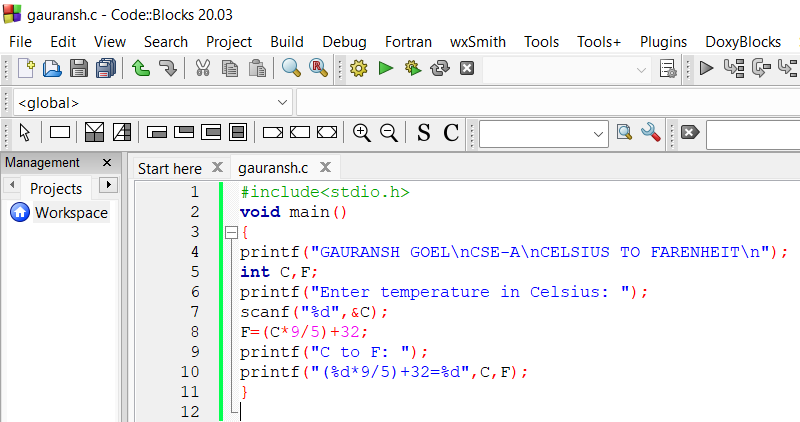 gauransh.c - Code::Blocks 20.03
File Edit View Search Project Build Debug Fortran wxSmith Tools Tools+ Plugins DoxyBlocks
<global>
S C
Management
Start here gauransh.c
Projects
Workspace
1 #include<stdio.h>
2 void main()
3 {
4 printf("GAURANSH GOEL\nCSE-A\nCELSIUS TO FARENHEIT\n");
5 int C,F;
6 printf("Enter temperature in Celsius: ");
7 scanf("%d",&C);
8 F=(C*9/5)+32;
9 printf("C to F: ");
10 printf("(%d*9/5)+32=%d",C,F);
11 }
12